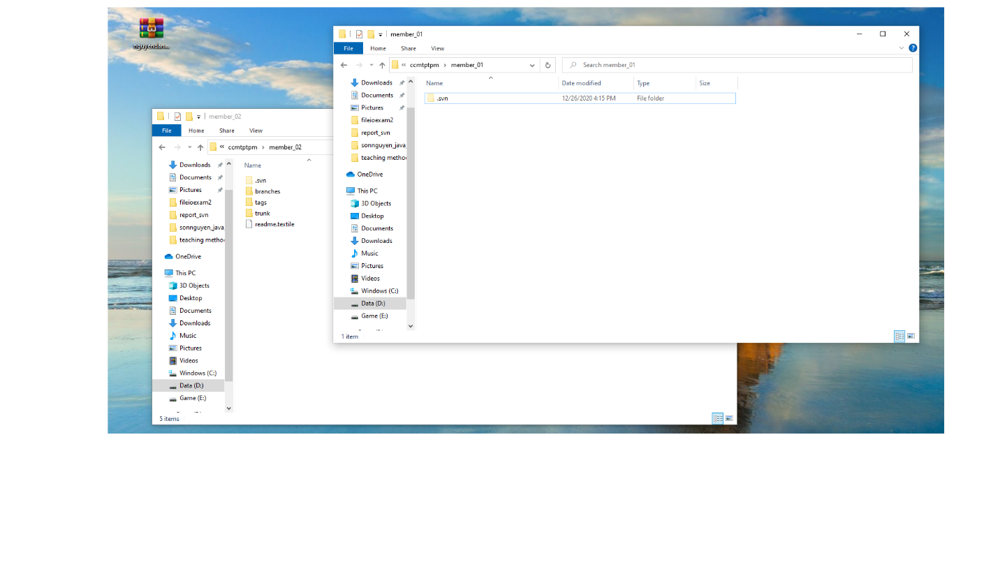 nguyendan...
member_01
File Home Share View
« ccmtptpm › member_01
Search member_01
Name Date modified Type Size
.svn 12/26/2020 4:15 PM File folder
Downloads
Documents
Pictures
fileioexam2
report_svn
sonnguyen_java
teaching metho
OneDrive
This PC
3D Objects
Desktop
Documents
Downloads
Music
Pictures
Videos
Windows (C:)
Data (D:)
Game (E:)
1 item
member_02
File Home Share View
« ccmtptpm › member_02
Name
.svn
branches
tags
trunk
readme.textile
Downloads
Documents
Pictures
fileioexam2
report_svn
sonnguyen_java
teaching metho
OneDrive
This PC
3D Objects
Desktop
Documents
Downloads
Music
Pictures
Videos
Windows (C:)
Data (D:)
Game (E:)
5 items